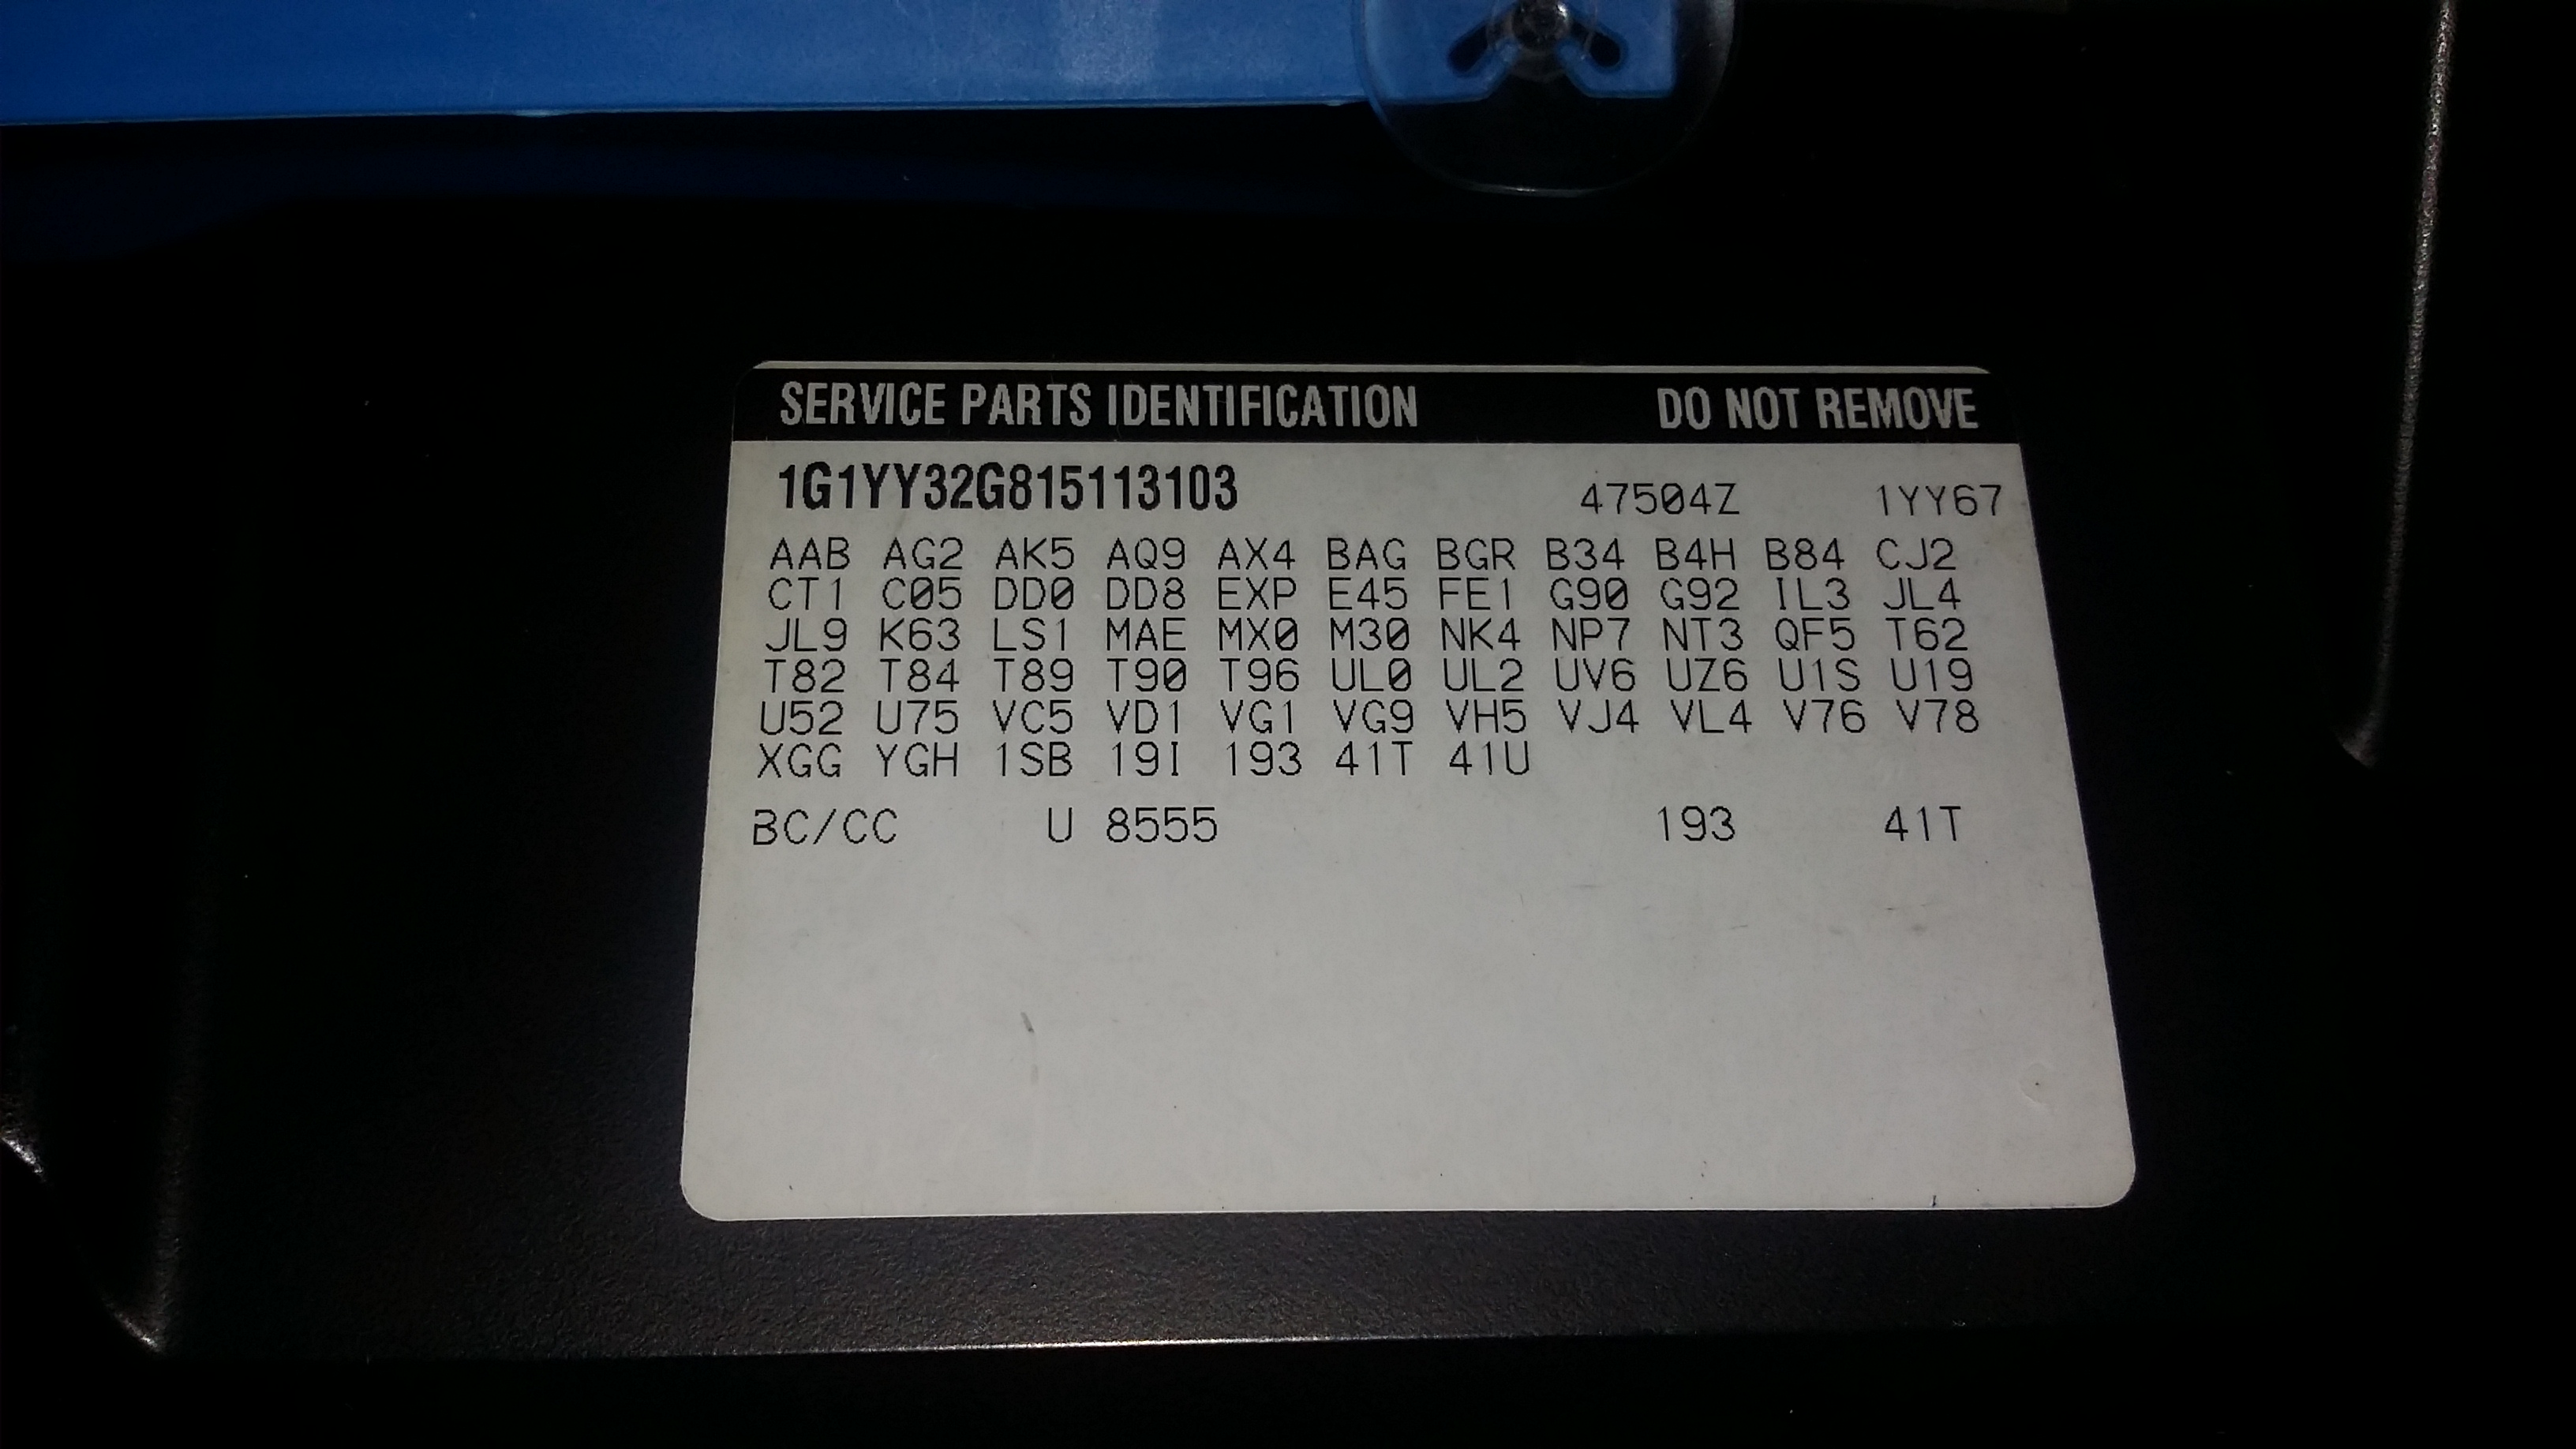 SERVICE PARTS IDENTIFICATION DO NOT REMOVE
1G1YY32G815113103 47504Z 1YY67
AAB AG2 AK5 AQ9 AX4 BAG BGR B34 B4H B84 CJ2
CT1 C05 DD0 DD8 EXP E45 FE1 G90 G92 IL3 JL4
JL9 K63 LS1 MAE MX0 M30 NK4 NP7 NT3 QF5 T62
T82 T84 T89 T90 T96 UL0 UL2 UV6 UZ6 U1S U19
U52 U75 VC5 VD1 VG1 VG9 VH5 VJ4 VL4 V76 V78
XGG YGH 1SB 19I 193 41T 41U
BC/CC U 8555 193 41T